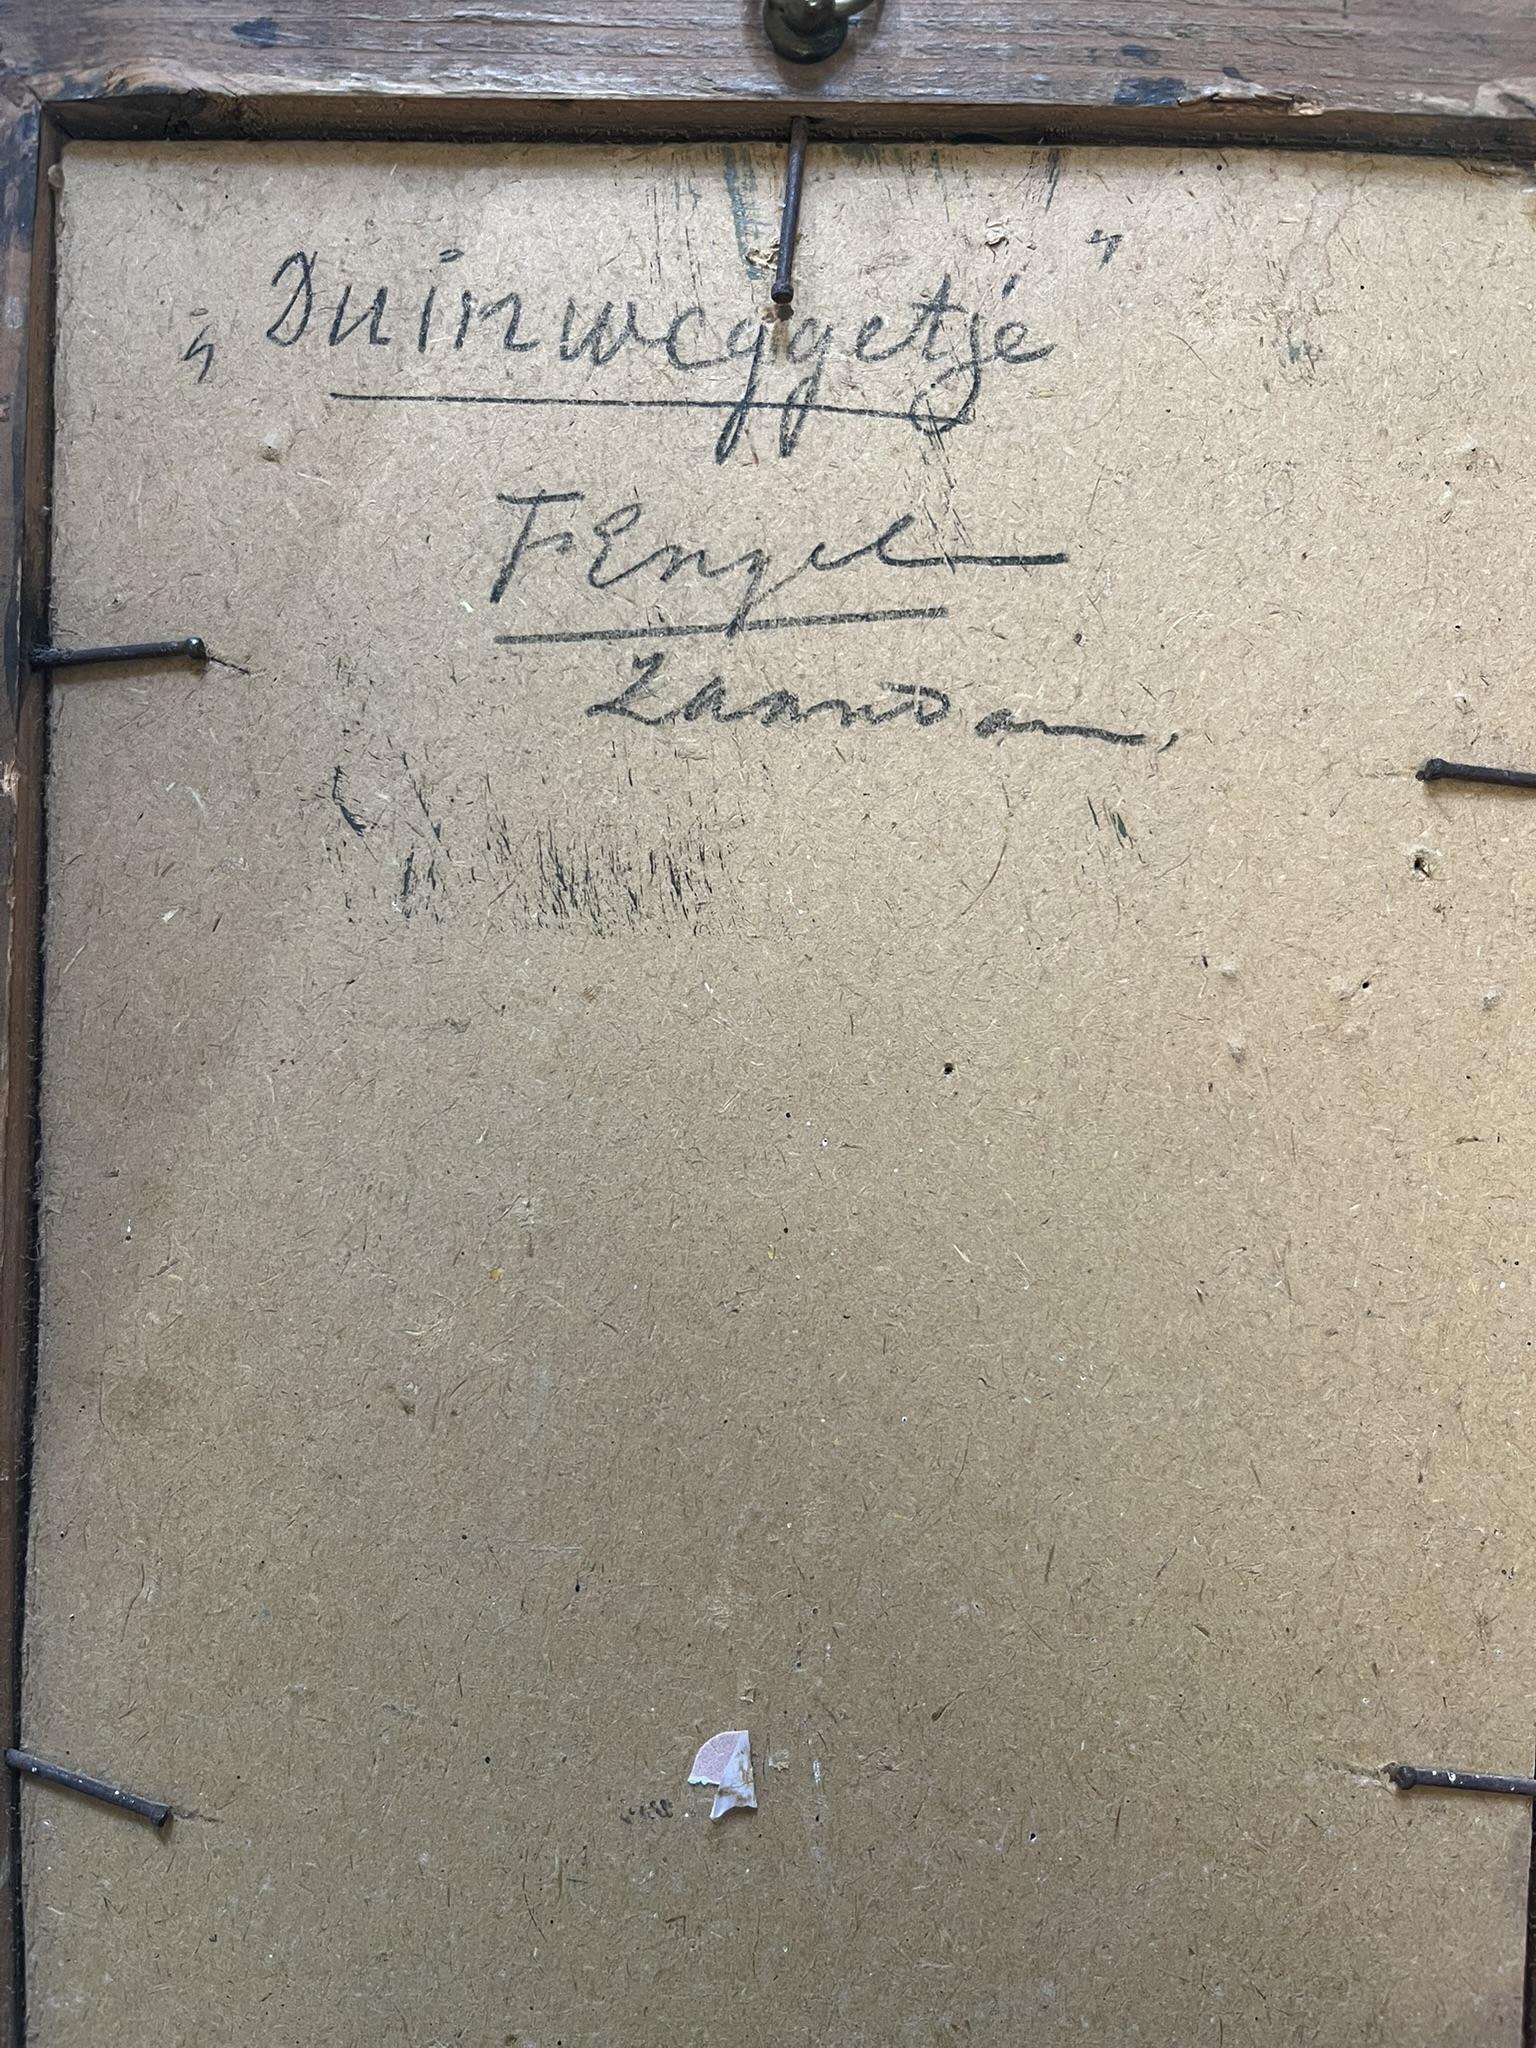 „Duinweggetje”
F Engel
Zaandam,